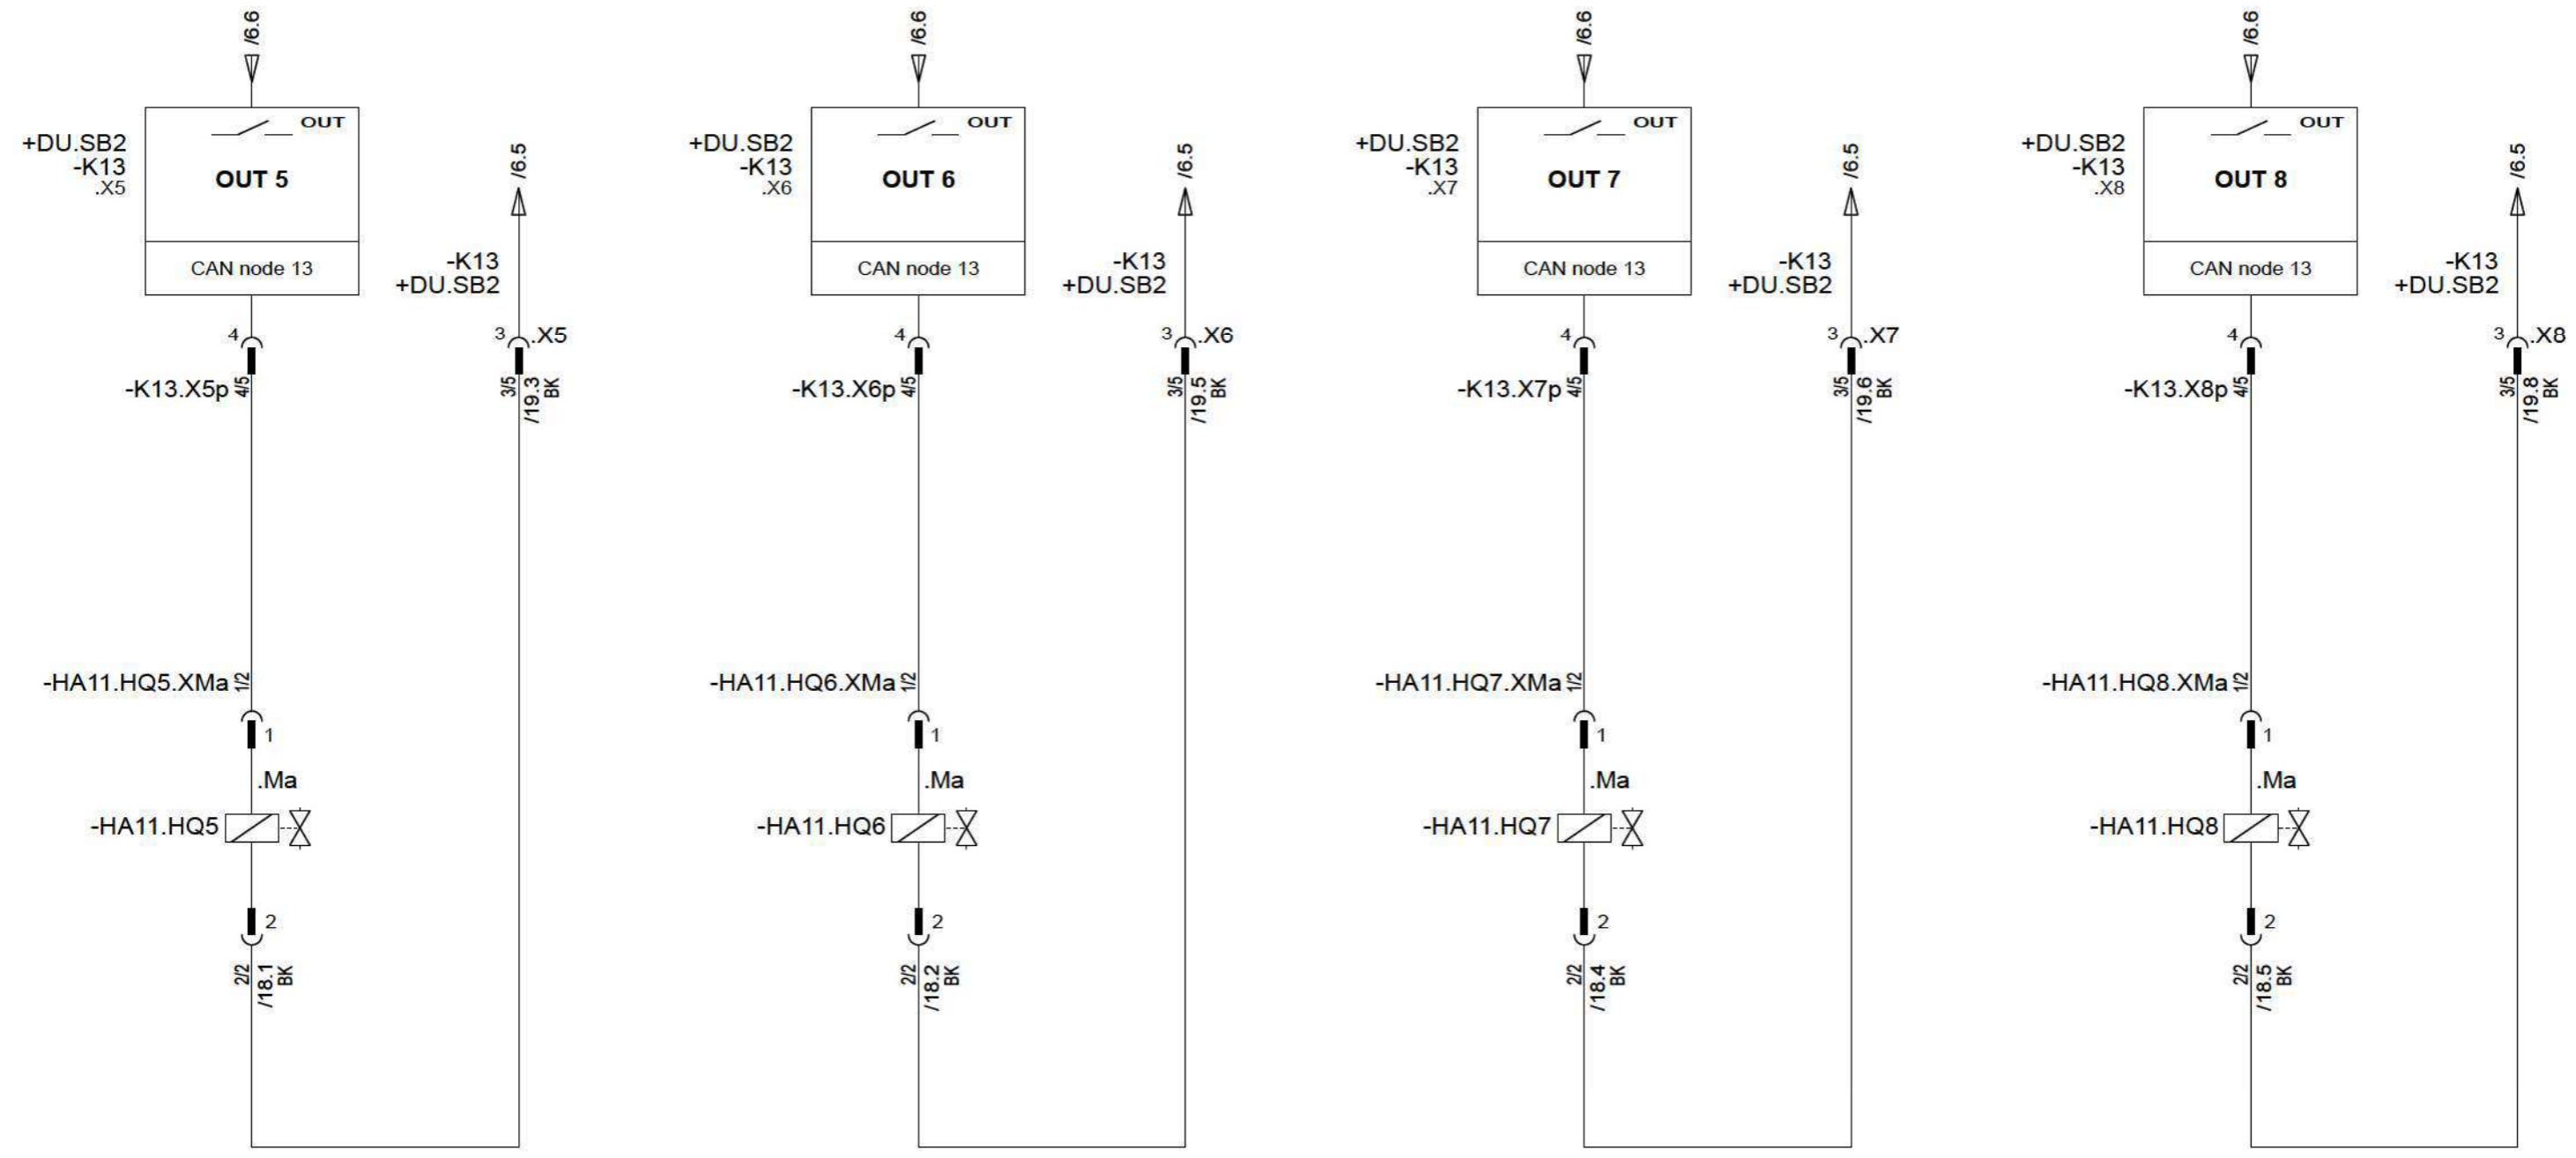 /6.6
+DU.SB2
-K13
.X5
OUT
OUT 5
CAN node 13
/6.5
-K13
+DU.SB2
4
3
.X5
-K13.X5p
4/5
3/5
/19.3
BK
-HA11.HQ5.XMa
1/2
1
.Ma
-HA11.HQ5
2
2/2
/18.1
BK
/6.6
+DU.SB2
-K13
.X6
OUT
OUT 6
CAN node 13
/6.5
-K13
+DU.SB2
4
3
.X6
-K13.X6p
4/5
3/5
/19.5
BK
-HA11.HQ6.XMa
1/2
1
.Ma
-HA11.HQ6
2
2/2
/18.2
BK
/6.6
+DU.SB2
-K13
.X7
OUT
OUT 7
CAN node 13
/6.5
-K13
+DU.SB2
4
3
.X7
-K13.X7p
4/5
3/5
/19.6
BK
-HA11.HQ7.XMa
1/2
1
.Ma
-HA11.HQ7
2
2/2
/18.4
BK
/6.6
+DU.SB2
-K13
.X8
OUT
OUT 8
CAN node 13
/6.5
-K13
+DU.SB2
4
3
.X8
-K13.X8p
4/5
3/5
/19.8
BK
-HA11.HQ8.XMa
1/2
1
.Ma
-HA11.HQ8
2
2/2
/18.5
BK